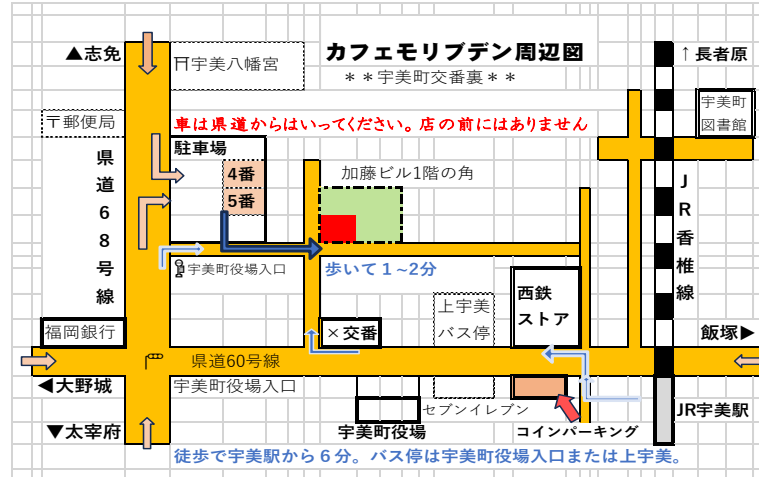 カフェモリブデン周辺図
＊＊宇美町交番裏＊＊
▲志免
宇美八幡宮
↑長者原
宇美町
図書館
〒郵便局
車は県道からはいってください。店の前にはありません
駐車場
4番
5番
加藤ビル1階の角
県道68号線
JR香椎線
宇美町役場入口
歩いて1~2分
上宇美
バス停
西鉄
ストア
福岡銀行
×交番
飯塚▶
県道60号線
◀大野城
宇美町役場入口
セブンイレブン
JR宇美駅
▼太宰府
宇美町役場
コインパーキング
徒歩で宇美駅から６分。バス停は宇美町役場入口または上宇美。